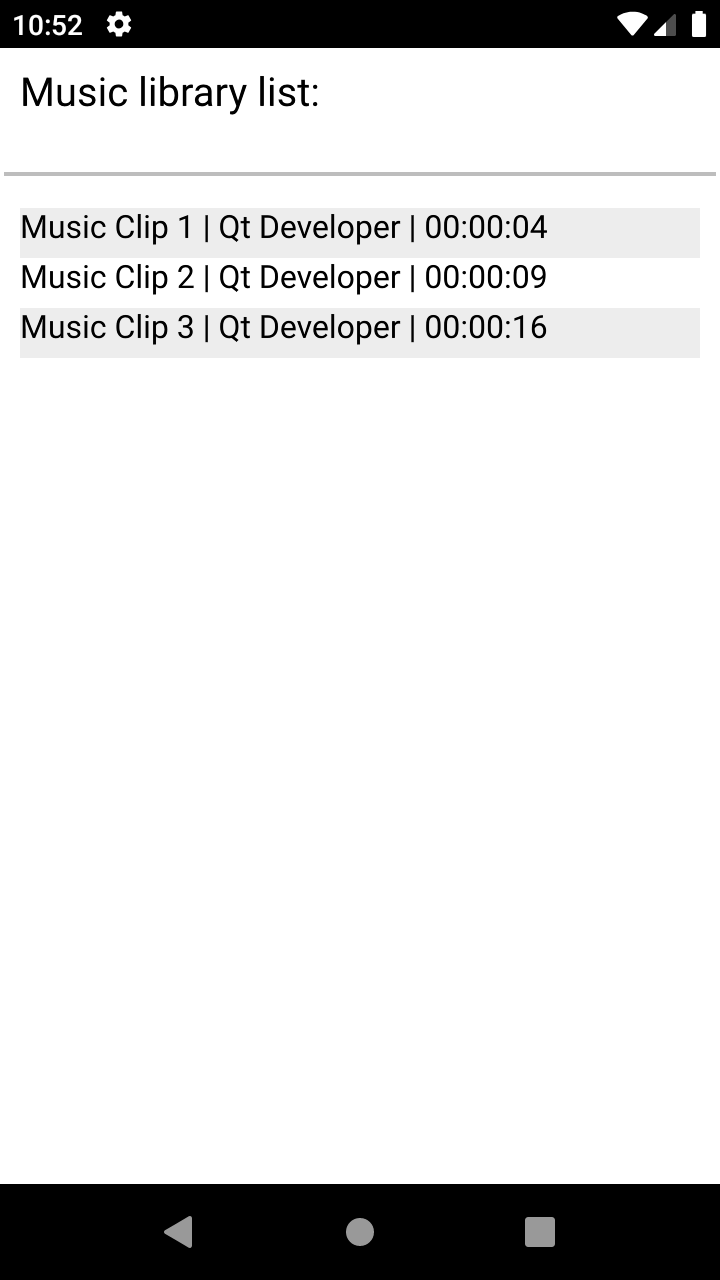 10:52
Music library list:
Music Clip 1 | Qt Developer | 00:00:04
Music Clip 2 | Qt Developer | 00:00:09
Music Clip 3 | Qt Developer | 00:00:16